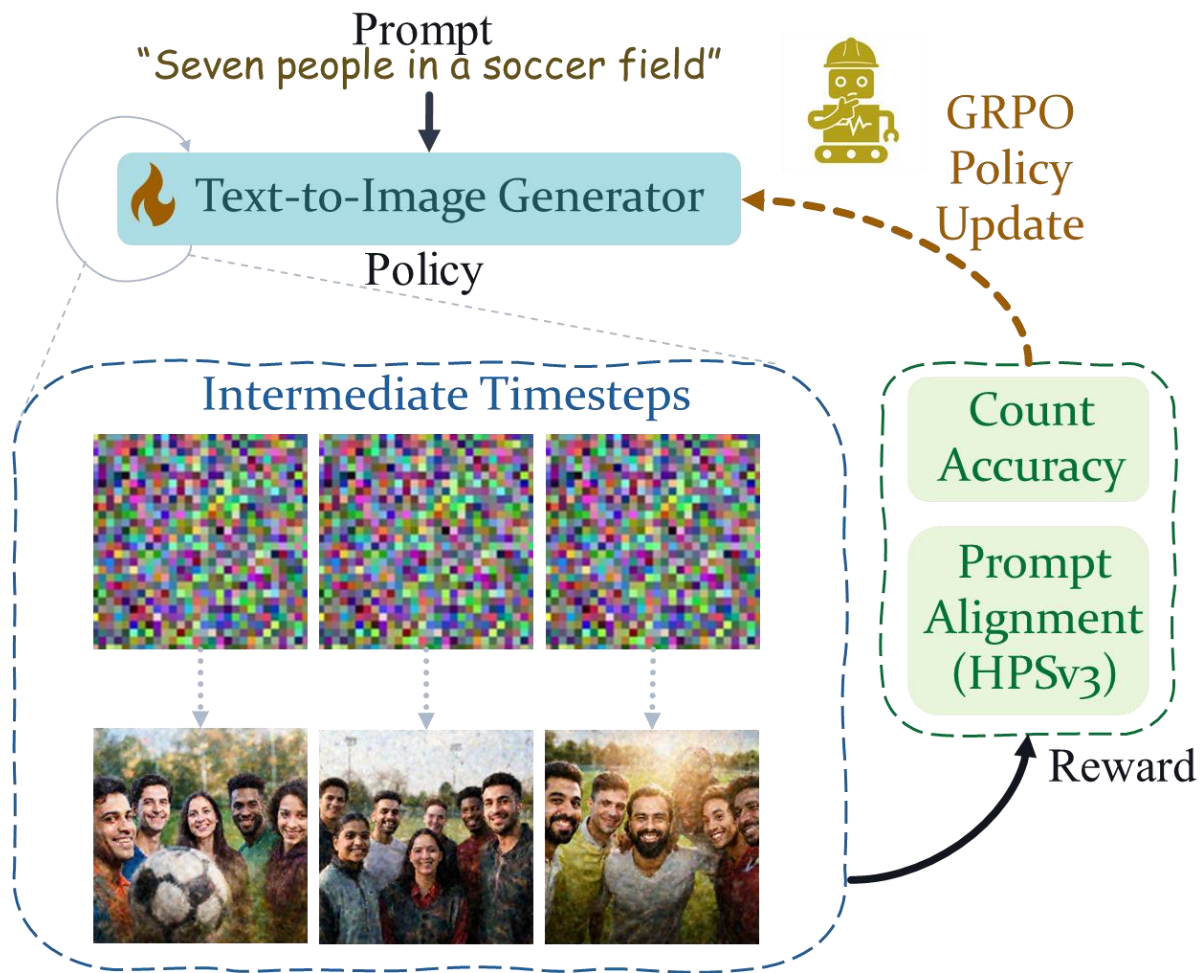 Prompt
“Seven people in a soccer field”
GRPO
Policy
Update
Text-to-Image Generator
Policy
Intermediate Timesteps
Count
Accuracy
Prompt
Alignment
(HPSv3)
Reward